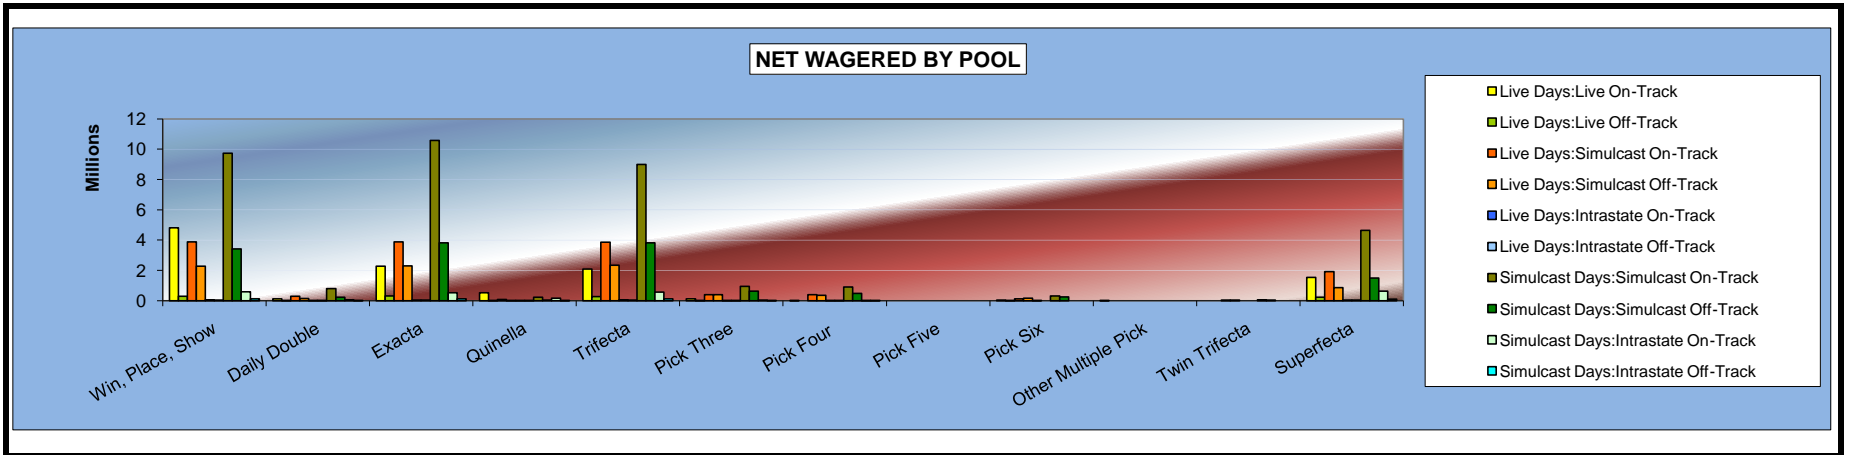 NET WAGERED BY POOL
Millions
12
10
8
6
4
2
0
Win, Place, Show
Daily Double
Exacta
Quinella
Trifecta
Pick Three
Pick Four
Pick Five
Pick Six
Other Multiple Pick
Twin Trifecta
Superfecta
Live Days:Live On-Track
Live Days:Live Off-Track
Live Days:Simulcast On-Track
Live Days:Simulcast Off-Track
Live Days:Intrastate On-Track
Live Days:Intrastate Off-Track
Simulcast Days:Simulcast On-Track
Simulcast Days:Simulcast Off-Track
Simulcast Days:Intrastate On-Track
Simulcast Days:Intrastate Off-Track